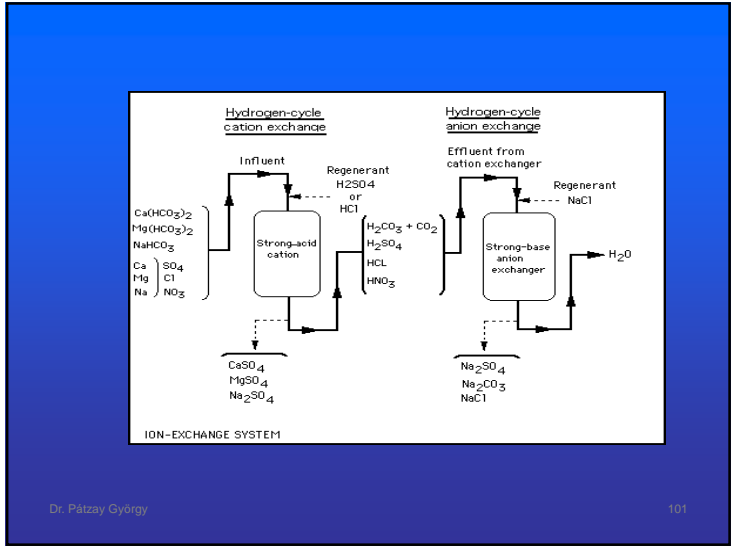 Hydrogen-cycle
cation exchange
Hydrogen-cycle
anion exchange
Influent
Regenerant
H2SO4
or
HCl
Effluent from
cation exchanger
Regenerant
NaCl
Ca(HCO₃)₂
Mg(HCO₃)₂
NaHCO₃
Ca ) SO₄
Mg Cl
Na ) NO₃
Strong-acid
cation
H₂CO₃ + CO₂
H₂SO₄
HCL
HNO₃
Strong-base
anion
exchanger
H₂O
CaSO₄
MgSO₄
Na₂SO₄
Na₂SO₄
Na₂CO₃
NaCl
ION-EXCHANGE SYSTEM
Dr. Pátzay György
101